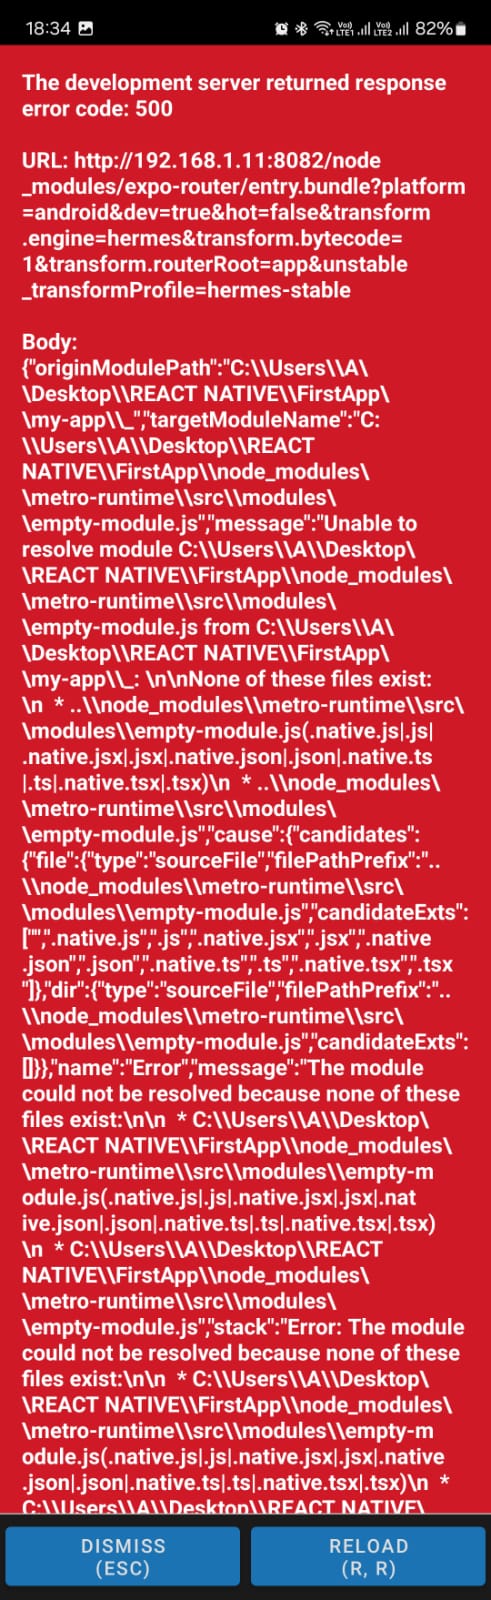 18:34
Vo)) LTE1 Vo)) LTE2 82%
The development server returned response
error code: 500
URL: http://192.168.1.11:8082/node
_modules/expo-router/entry.bundle?platform
=android&dev=true&hot=false&transform
.engine=hermes&transform.bytecode=
1&transform.routerRoot=app&unstable
_transformProfile=hermes-stable
Body:
{"originModulePath":"C:\\Users\\A\
\Desktop\\REACT NATIVE\\FirstApp\
\my-app\\_","targetModuleName":"C:
\\Users\\A\\Desktop\\REACT
NATIVE\\FirstApp\\node_modules\
\metro-runtime\\src\\modules\
\empty-module.js","message":"Unable to
resolve module C:\\Users\\A\\Desktop\
\REACT NATIVE\\FirstApp\\node_modules\
\metro-runtime\\src\\modules\
\empty-module.js from C:\\Users\\A\
\Desktop\\REACT NATIVE\\FirstApp\
\my-app\\_: \n\nNone of these files exist:
\n  * ..\\node_modules\\metro-runtime\\src\
\modules\\empty-module.js(.native.js|.js|
.native.jsx|.jsx|.native.json|.json|.native.ts
|.ts|.native.tsx|.tsx)\n  * ..\\node_modules\
\metro-runtime\\src\\modules\
\empty-module.js","cause":{"candidates":
{"file":{"type":"sourceFile","filePathPrefix":"..
\\node_modules\\metro-runtime\\src\
\modules\\empty-module.js","candidateExts":
["",".native.js",".js",".native.jsx",".jsx",".native
.json",".json",".native.ts",".ts",".native.tsx",".tsx
"]},"dir":{"type":"sourceFile","filePathPrefix":"..
\\node_modules\\metro-runtime\\src\
\modules\\empty-module.js","candidateExts":
[]}},"name":"Error","message":"The module
could not be resolved because none of these
files exist:\n\n  * C:\\Users\\A\\Desktop\
\REACT NATIVE\\FirstApp\\node_modules\
\metro-runtime\\src\\modules\\empty-m
odule.js(.native.js|.js|.native.jsx|.jsx|.nat
ive.json|.json|.native.ts|.ts|.native.tsx|.tsx)
\n  * C:\\Users\\A\\Desktop\\REACT
NATIVE\\FirstApp\\node_modules\
\metro-runtime\\src\\modules\
\empty-module.js","stack":"Error: The module
could not be resolved because none of these
files exist:\n\n  * C:\\Users\\A\\Desktop\
\REACT NATIVE\\FirstApp\\node_modules\
\metro-runtime\\src\\modules\\empty-m
odule.js(.native.js|.js|.native.jsx|.jsx|.native
.json|.json|.native.ts|.ts|.native.tsx|.tsx)\n  *
C:\\Users\\A\\Desktop\\REACT NATIVE\
DISMISS
(ESC)
RELOAD
(R, R)